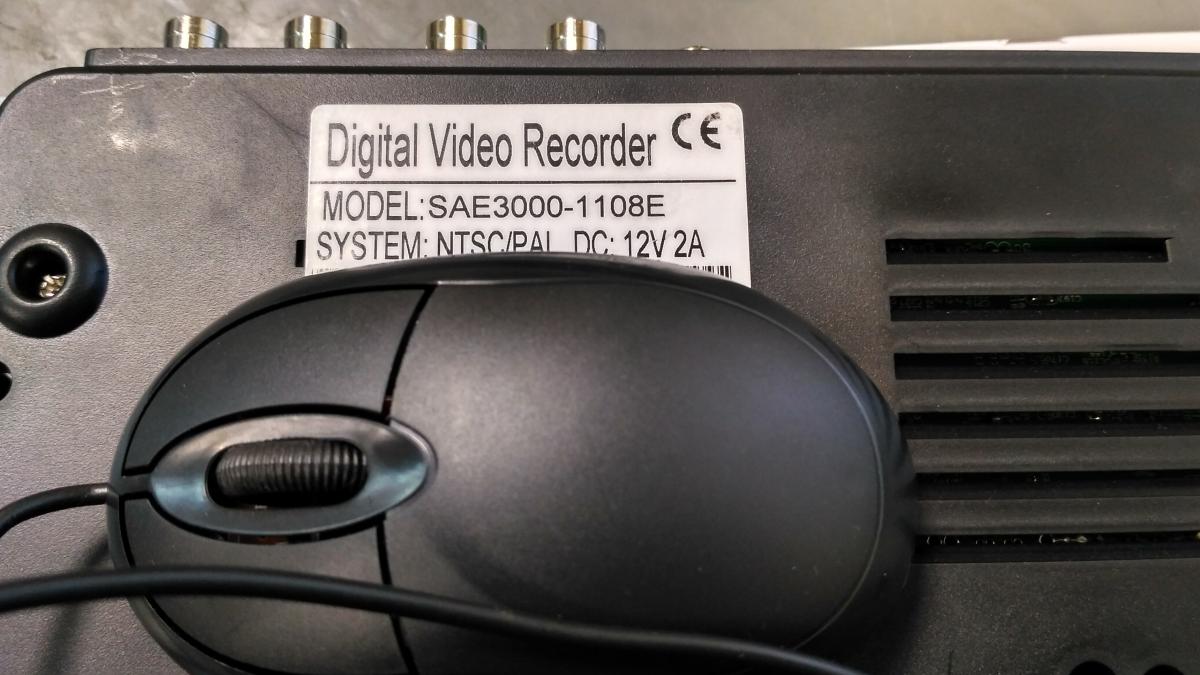 Digital Video Recorder CE
MODEL: SAE3000-1108E
SYSTEM: NTSC/PAL DC: 12V 2A